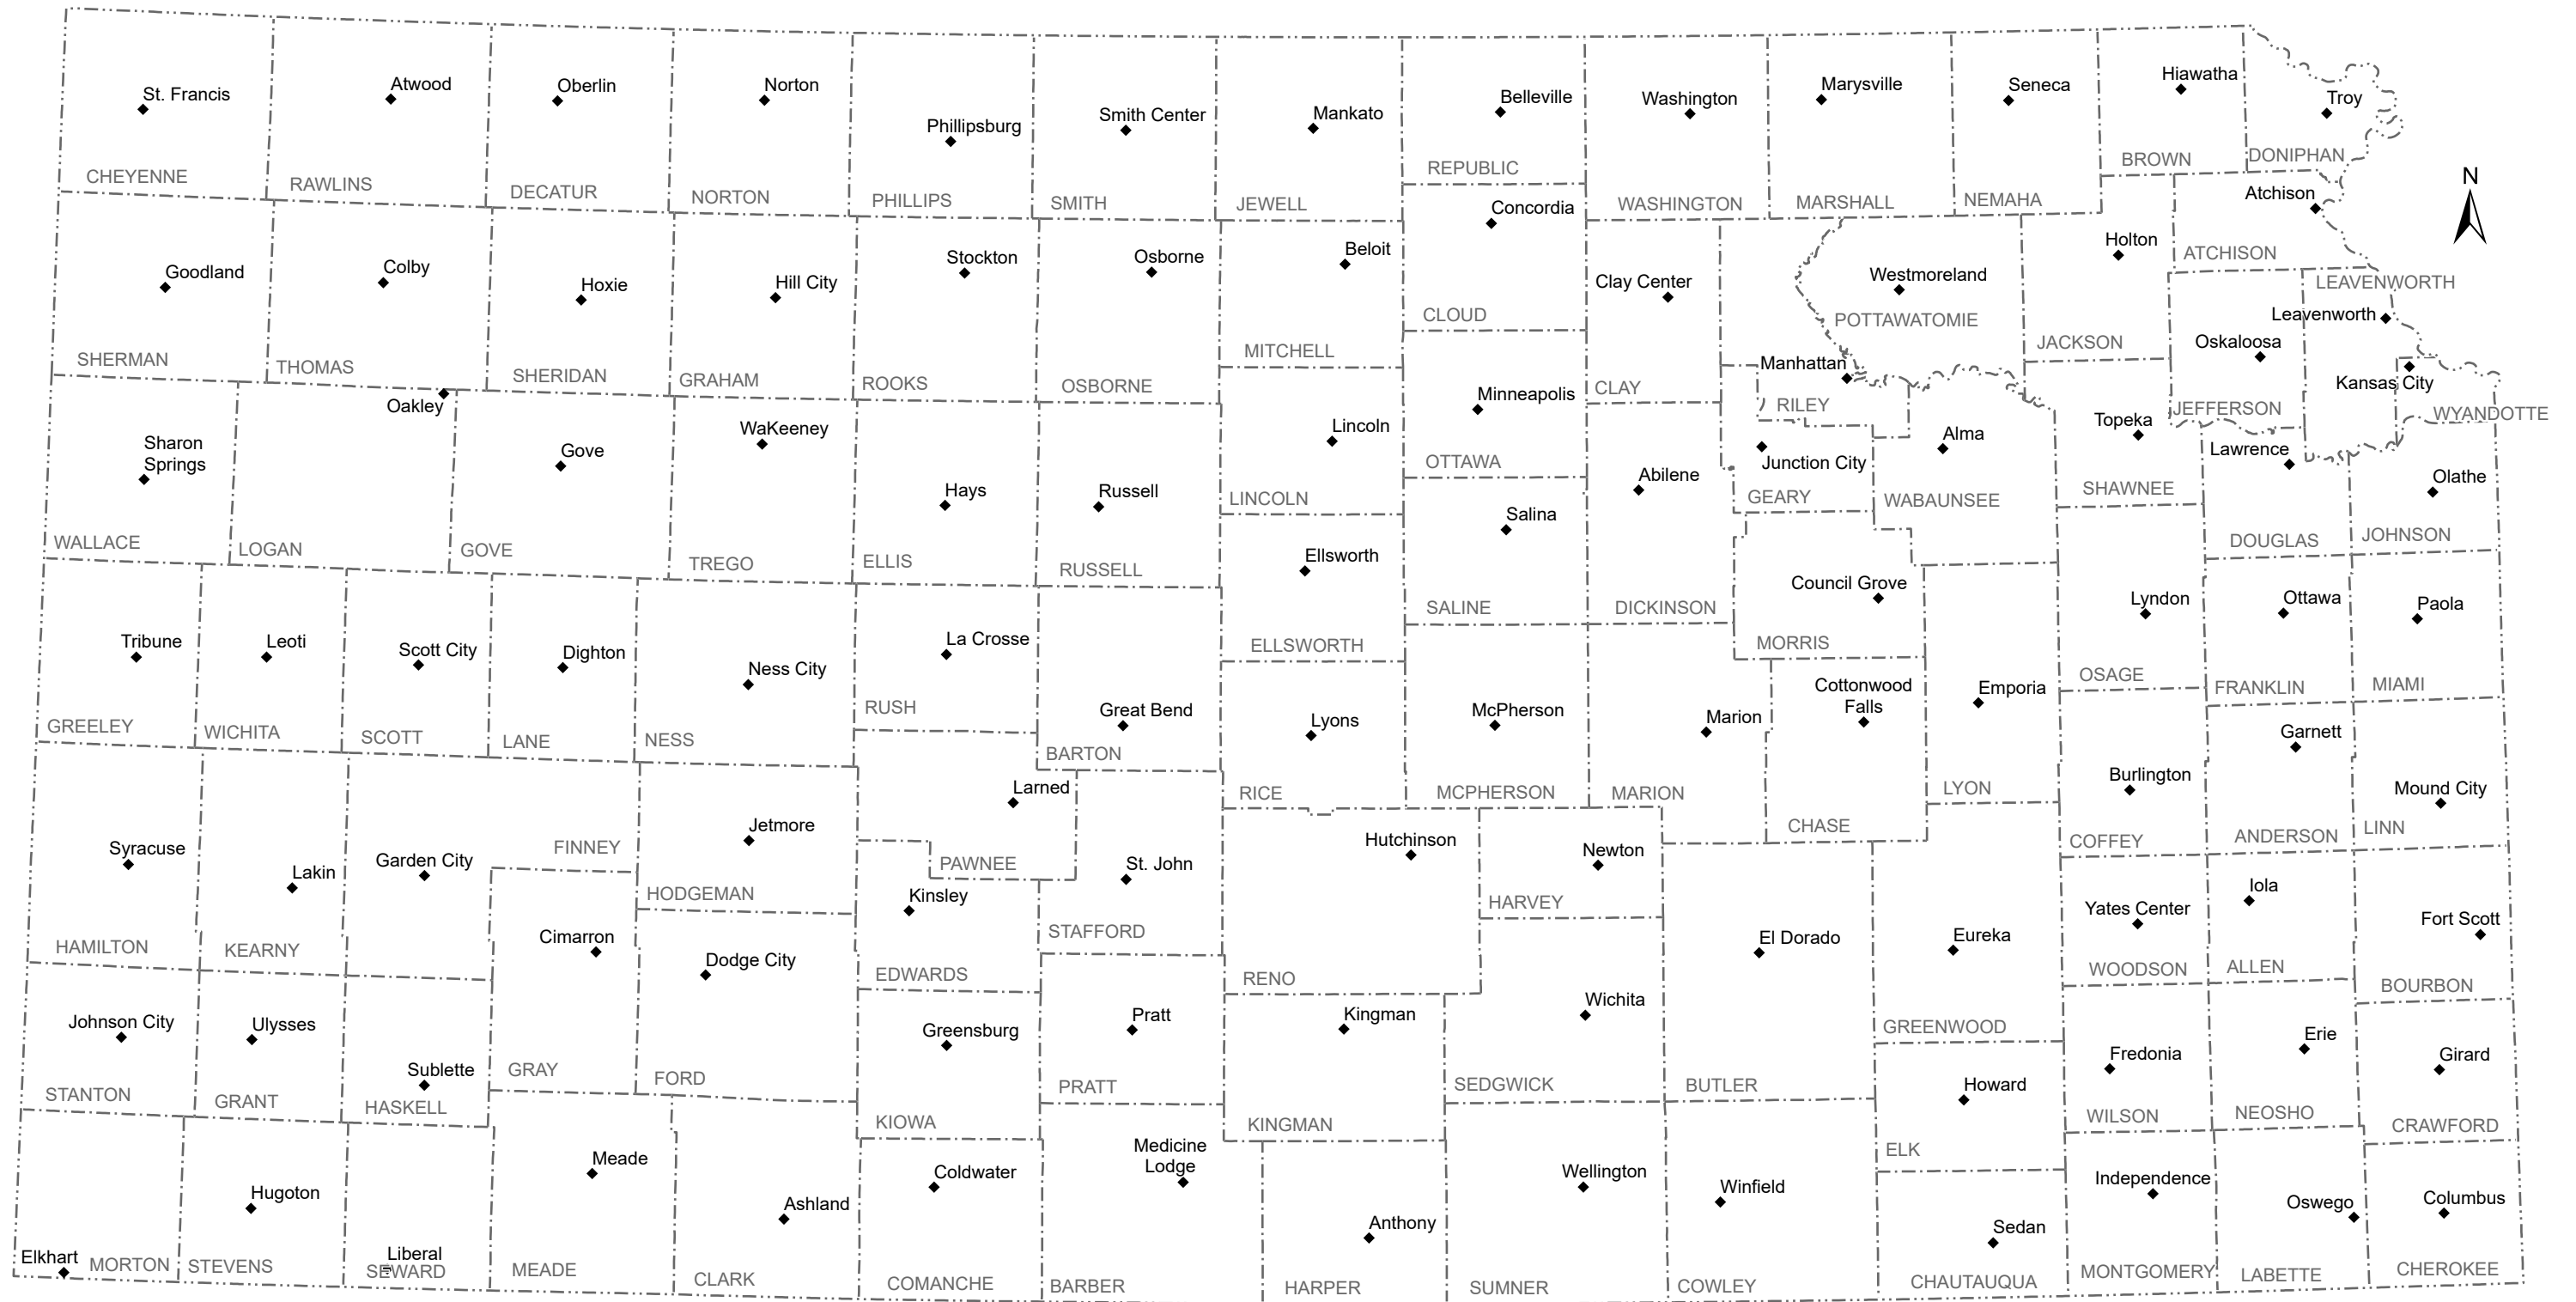 St. Francis
Atwood
Oberlin
Norton
Phillipsburg
Smith Center
Mankato
Belleville
Washington
Marysville
Seneca
Hiawatha
Troy
CHEYENNE
RAWLINS
DECATUR
NORTON
PHILLIPS
SMITH
JEWELL
REPUBLIC
WASHINGTON
MARSHALL
NEMAHA
BROWN
DONIPHAN
N
Goodland
Colby
Hoxie
Hill City
Stockton
Osborne
Beloit
Concordia
Clay Center
Westmoreland
Holton
Atchison
SHERMAN
THOMAS
SHERIDAN
GRAHAM
ROOKS
OSBORNE
MITCHELL
CLOUD
CLAY
POTTAWATOMIE
JACKSON
ATCHISON
LEAVENWORTH
Leavenworth
Oskaloosa
Manhattan
RILEY
Kansas City
JEFFERSON
WYANDOTTE
Oakley
Sharon
Springs
Gove
WaKeeney
Hays
Russell
Lincoln
Minneapolis
Abilene
Junction City
Alma
Topeka
Lawrence
Olathe
WALLACE
LOGAN
GOVE
TREGO
ELLIS
RUSSELL
LINCOLN
OTTAWA
Salina
GEARY
WABAUNSEE
SHAWNEE
DOUGLAS
JOHNSON
Ellsworth
Council Grove
Lyndon
Ottawa
Paola
Tribune
Leoti
Scott City
Dighton
Ness City
La Crosse
Great Bend
ELLSWORTH
SALINE
DICKINSON
MORRIS
OSAGE
FRANKLIN
MIAMI
GREELEY
WICHITA
SCOTT
LANE
NESS
RUSH
BARTON
Lyons
McPherson
Marion
Cottonwood
Falls
Emporia
Garnett
Burlington
Mound City
RICE
MCPHERSON
MARION
CHASE
LYON
COFFEY
ANDERSON
LINN
Syracuse
Lakin
Garden City
FINNEY
Jetmore
Larned
PAWNEE
St. John
Hutchinson
Newton
HODGEMAN
Kinsley
HARVEY
El Dorado
Eureka
Yates Center
Iola
Fort Scott
HAMILTON
KEARNY
Cimarron
Dodge City
EDWARDS
STAFFORD
RENO
WOODSON
ALLEN
BOURBON
Johnson City
Ulysses
Sublette
Greensburg
Pratt
Kingman
Wichita
GREENWOOD
Fredonia
Erie
Girard
STANTON
GRANT
HASKELL
GRAY
FORD
KIOWA
PRATT
KINGMAN
SEDGWICK
BUTLER
Howard
ELK
WILSON
NEOSHO
CRAWFORD
Elkhart
Hugoton
Liberal
Meade
Ashland
Coldwater
Medicine
Lodge
Anthony
Wellington
Winfield
Sedan
Independence
Oswego
Columbus
MORTON
STEVENS
SEWARD
MEADE
CLARK
COMANCHE
BARBER
HARPER
SUMNER
COWLEY
CHAUTAUQUA
MONTGOMERY
LABETTE
CHEROKEE